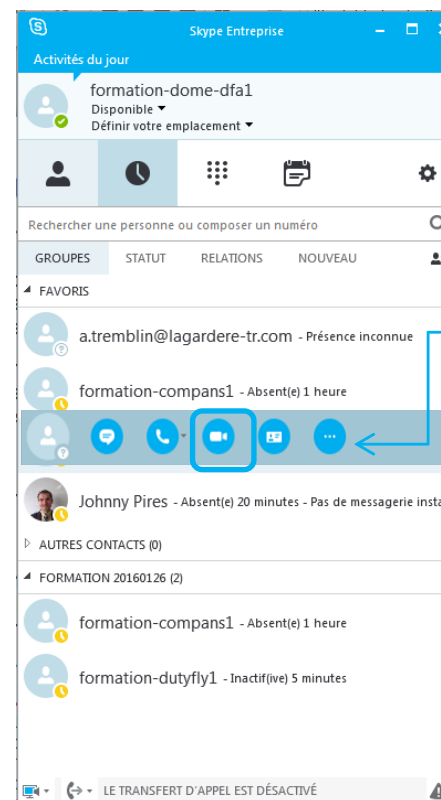 Skype Entreprise
Activités du jour
formation-dome-dfa1
Disponible
Définir votre emplacement
Rechercher une personne ou composer un numéro
GROUPES STATUT RELATIONS NOUVEAU
FAVORIS
a.tremblin@lagardere-tr.com - Présence inconnue
formation-compans1 - Absent(e) 1 heure
Johnny Pires - Absent(e) 20 minutes - Pas de messagerie insta
AUTRES CONTACTS (0)
FORMATION 20160126 (2)
formation-compans1 - Absent(e) 1 heure
formation-dutyfly1 - Inactif(ive) 5 minutes
LE TRANSFERT D'APPEL EST DÉSACTIVÉ